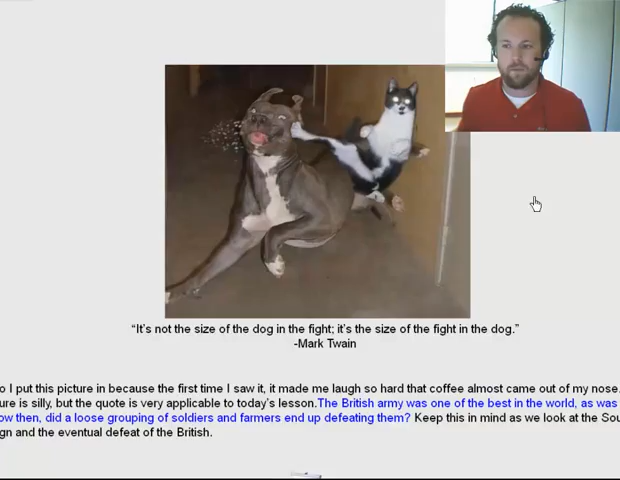 “It's not the size of the dog in the fight; it's the size of the fight in the dog.”
-Mark Twain
o I put this picture in because the first time I saw it, it made me laugh so hard that coffee almost came out of my nose.
ure is silly, but the quote is very applicable to today's lesson.The British army was one of the best in the world, as was
ow then, did a loose grouping of soldiers and farmers end up defeating them? Keep this in mind as we look at the Sou
gn and the eventual defeat of the British.